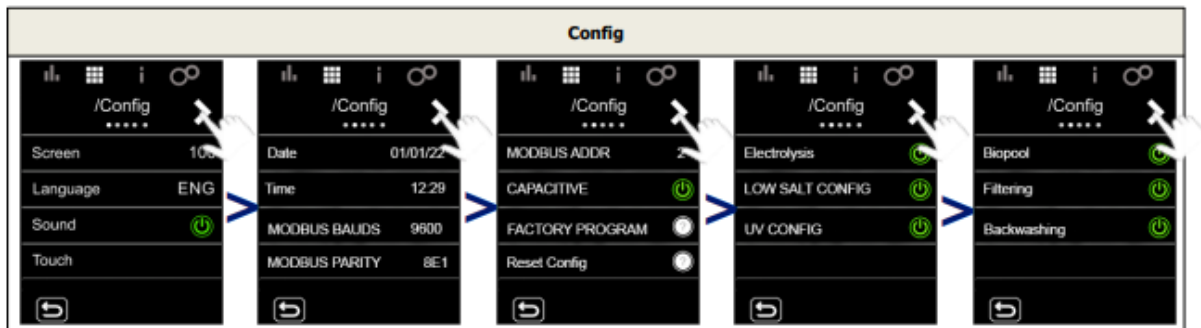 Config
/Config
Screen 100
Language ENG
Sound
Touch
/Config
Date 01/01/22
Time 12:29
MODBUS BAUDS 9600
MODBUS PARITY 8E1
/Config
MODBUS ADDR 2
CAPACITIVE
FACTORY PROGRAM ?
Reset Config ?
/Config
Electrolysis
LOW SALT CONFIG
UV CONFIG
/Config
Biopool
Filtering
Backwashing